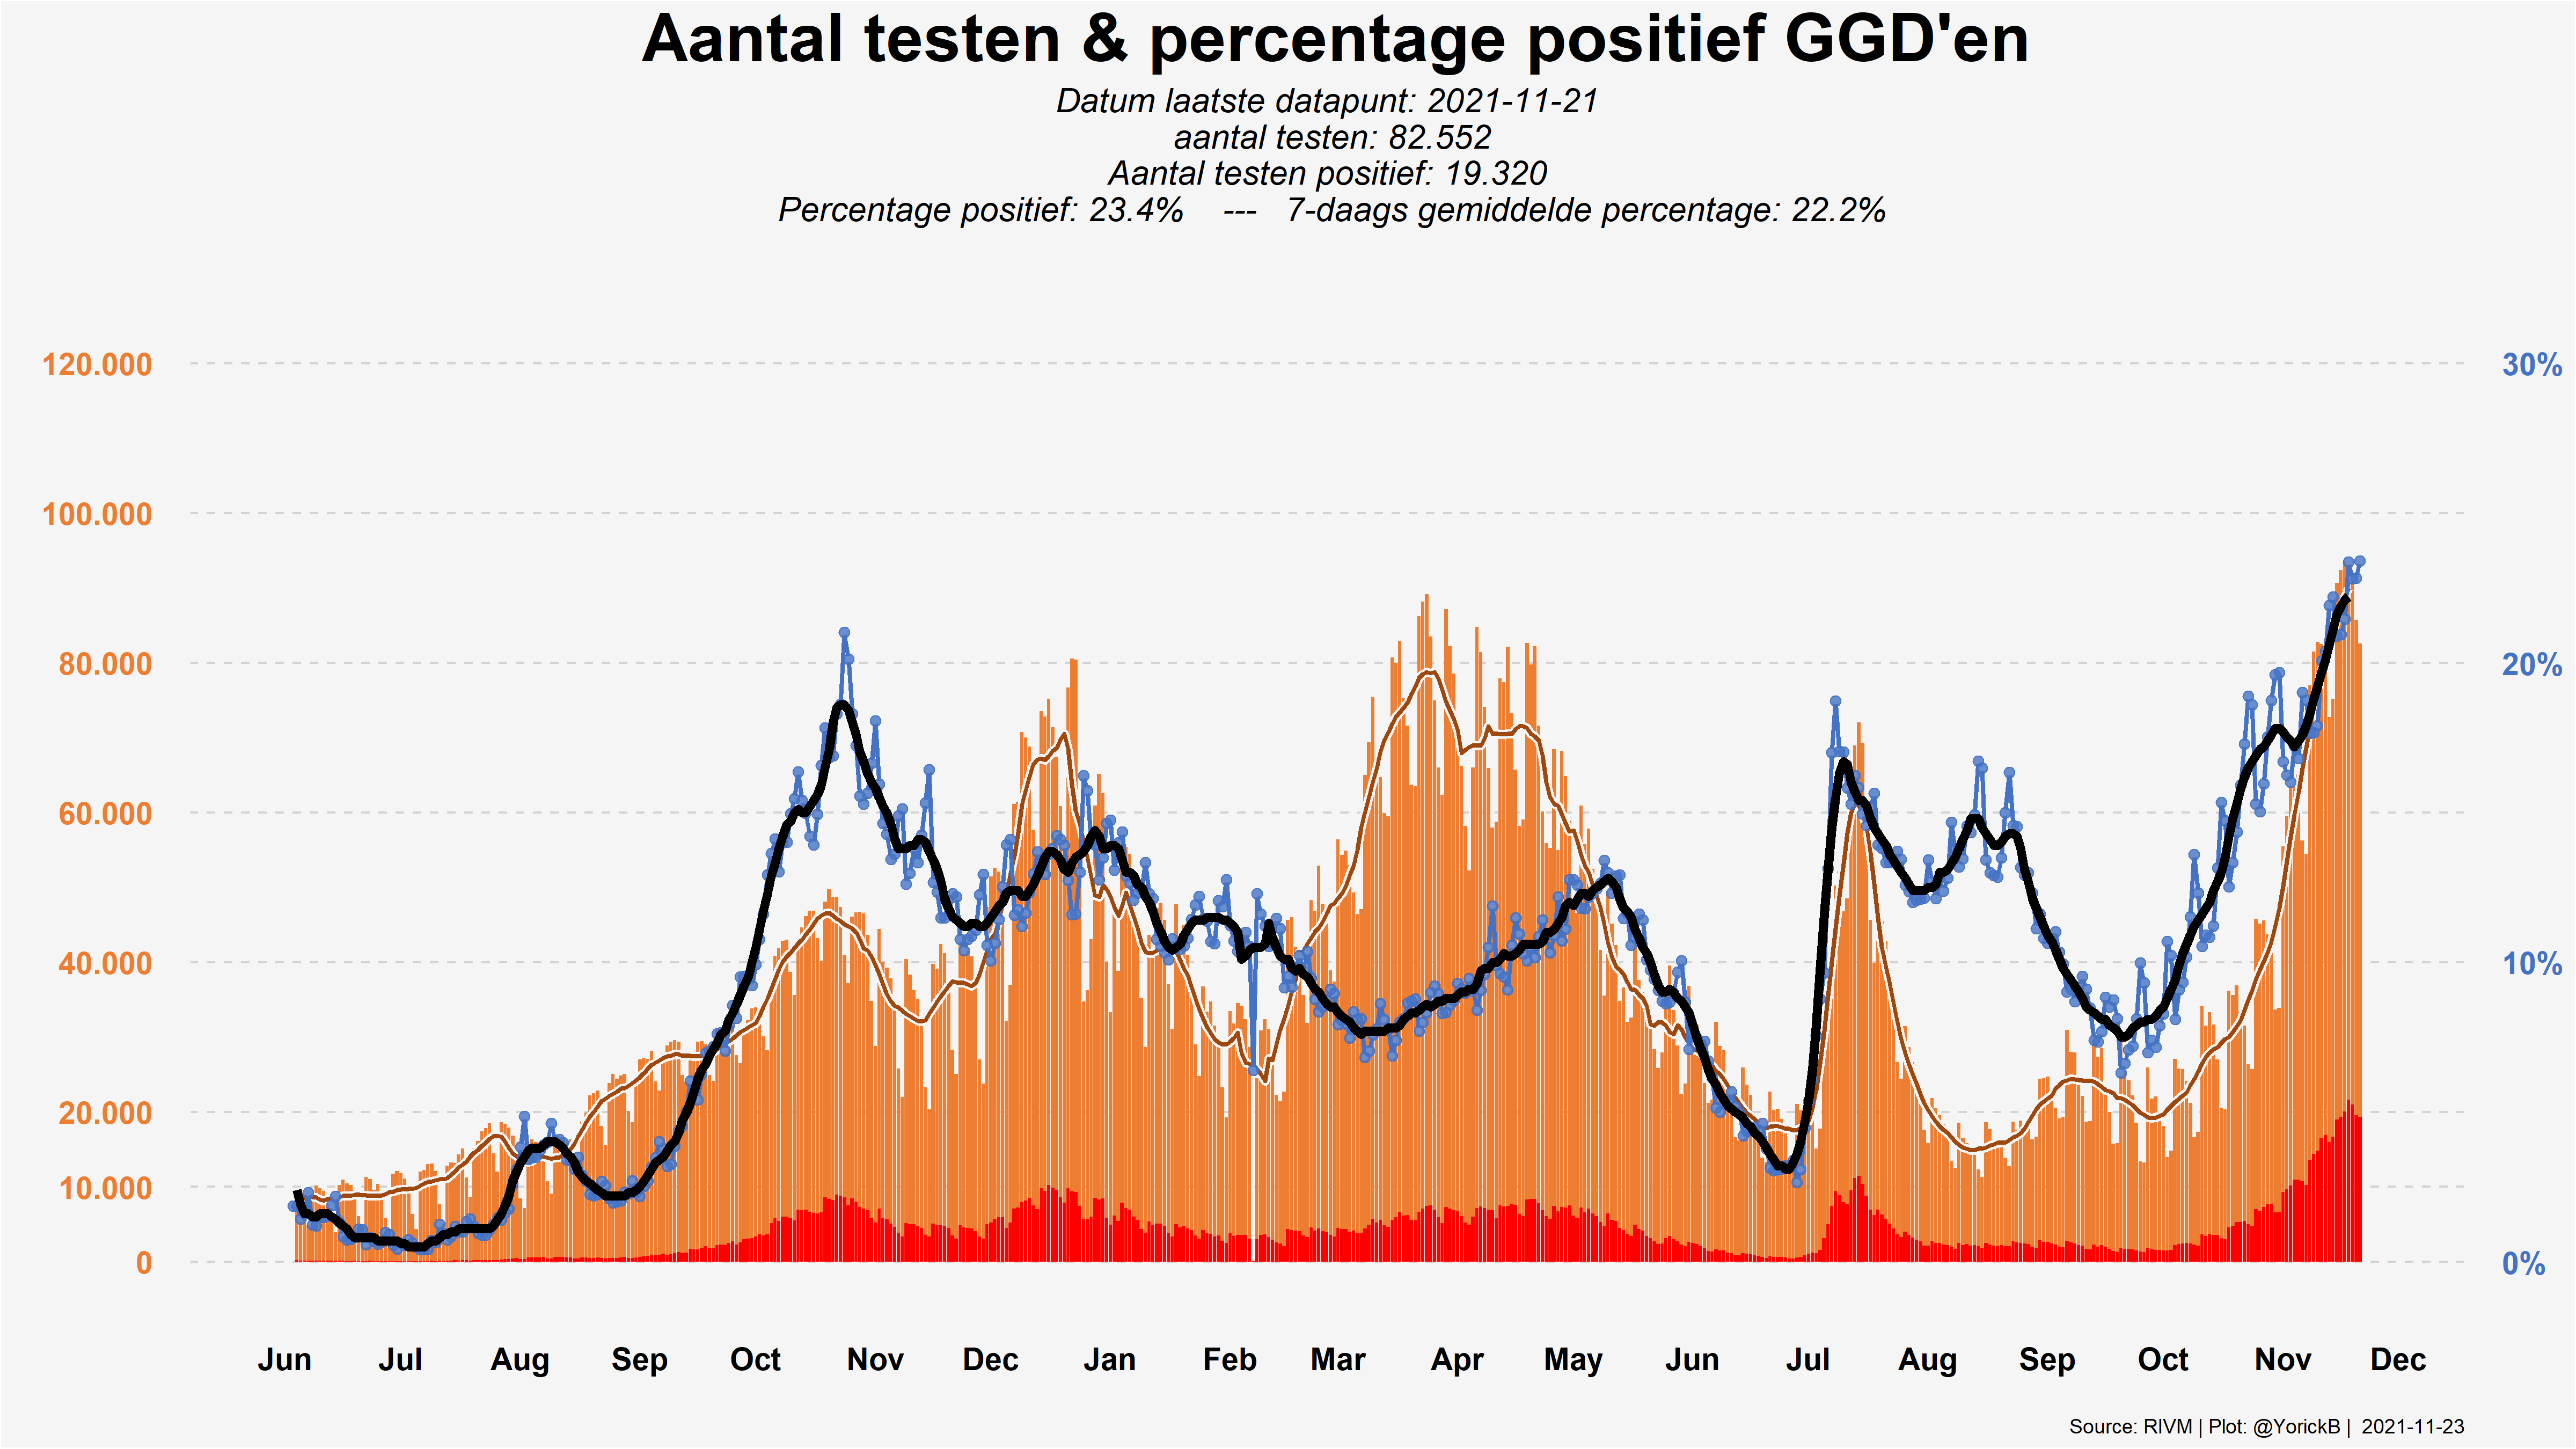 Aantal testen & percentage positief GGD'en
Datum laatste datapunt: 2021-11-21
aantal testen: 82.552
Aantal testen positief: 19.320
Percentage positief: 23.4% --- 7-daags gemiddelde percentage: 22.2%
120.000 30%
100.000
80.000 20%
60.000
40.000 10%
20.000
10.000
0 0%
Jun Jul Aug Sep Oct Nov Dec Jan Feb Mar Apr May Jun Jul Aug Sep Oct Nov Dec
Source: RIVM | Plot: @YorickB | 2021-11-23